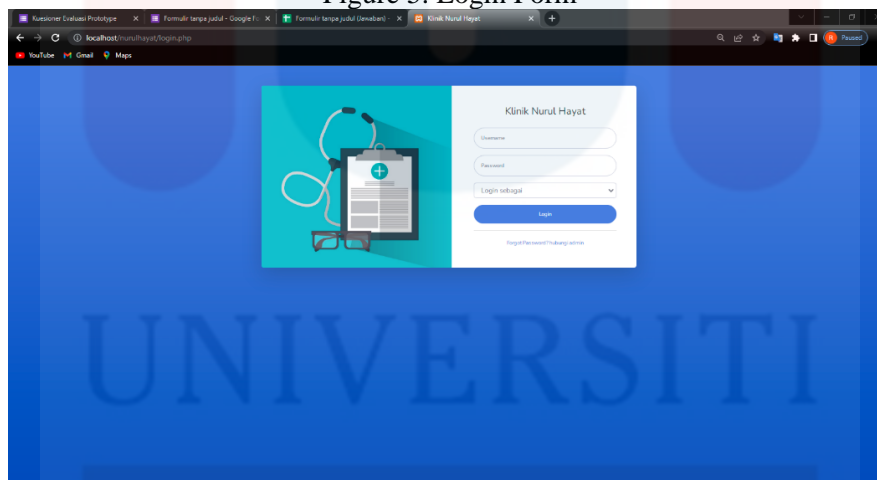 Figure 5. Login Form
Kuesioner Evaluasi Prototype
Formulir tanpa judul - Google Fo
Formulir tanpa judul (Jawaban) -
Klinik Nurul Hayat
localhost/nurulhayat/login.php
Paused
YouTube
Gmail
Maps
Klinik Nurul Hayat
Username
Password
Login sebagai
Login
Forgot Password? Hubungi admin
UNIVERSITI